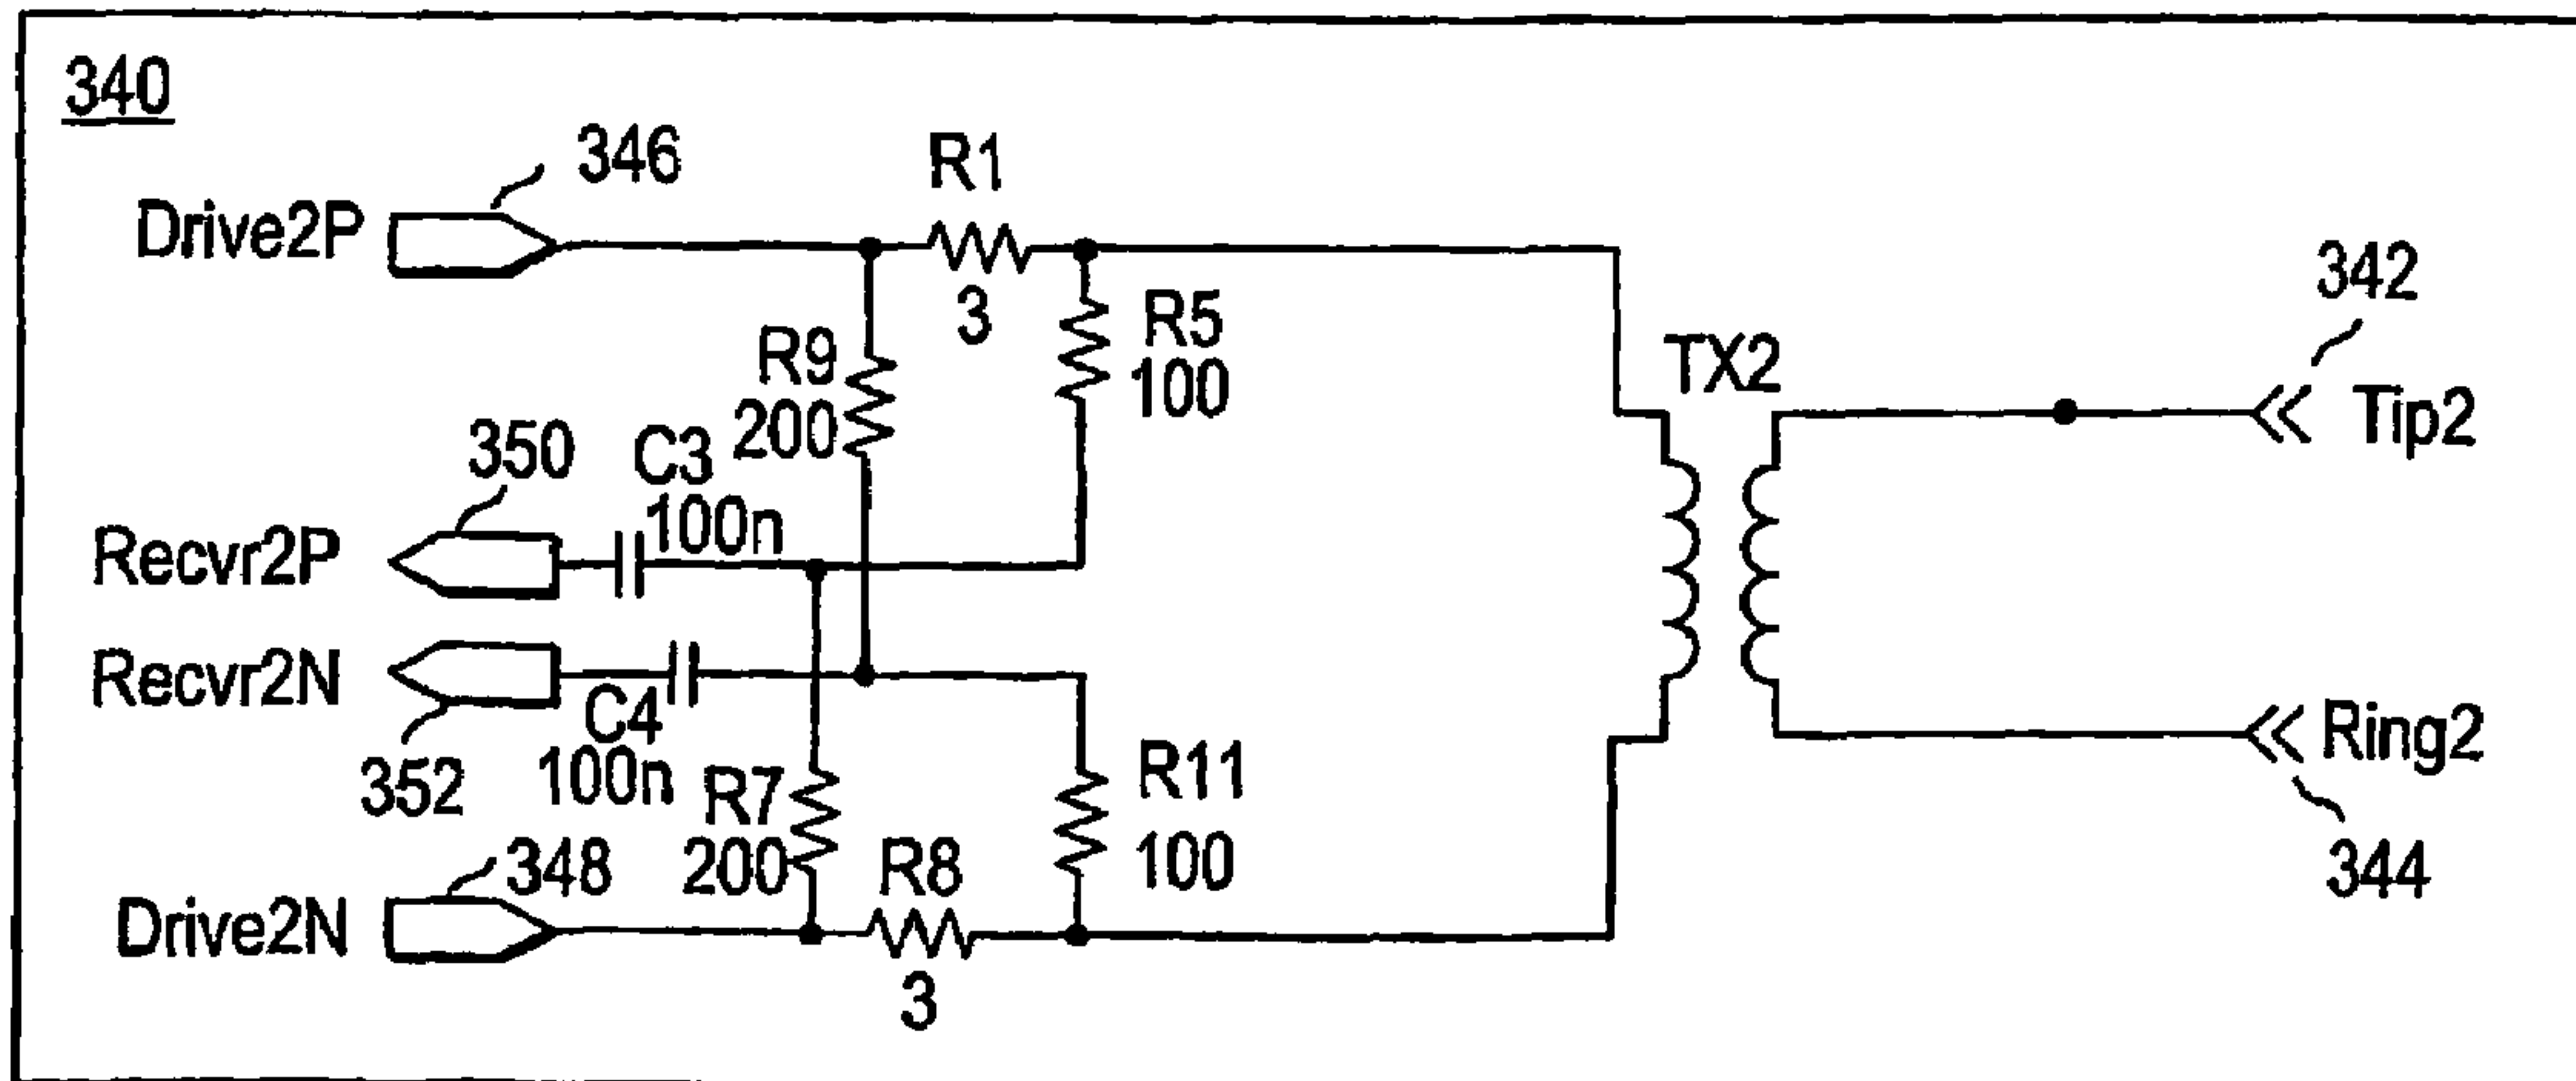 340
346
Drive2P
R1
3
342
R5
100
R9
200
TX2
Tip2
350
C3
100n
Recvr2P
Recvr2N
352
C4
100n
R7
200
R8
3
R11
100
348
Drive2N
Ring2
344